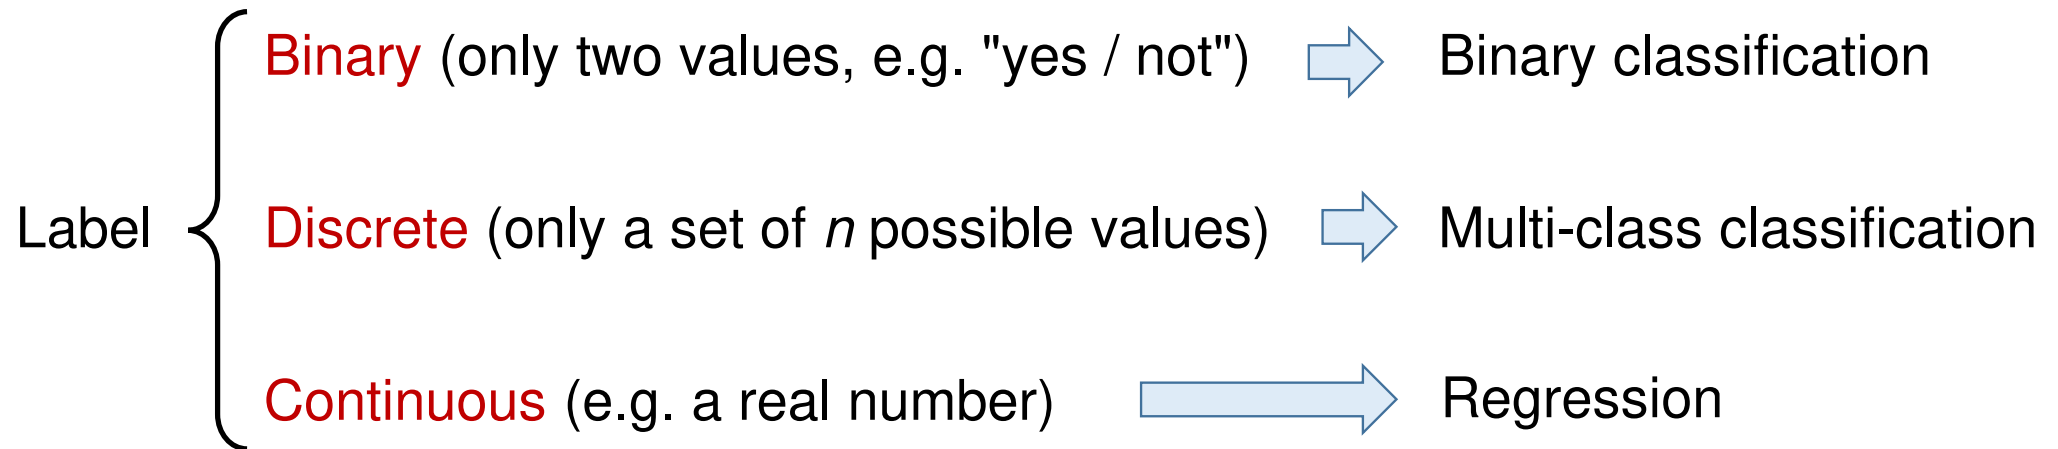 Binary (only two values, e.g. "yes / not") Binary classification
Label Discrete (only a set of n possible values) Multi-class classification
Continuous (e.g. a real number) Regression